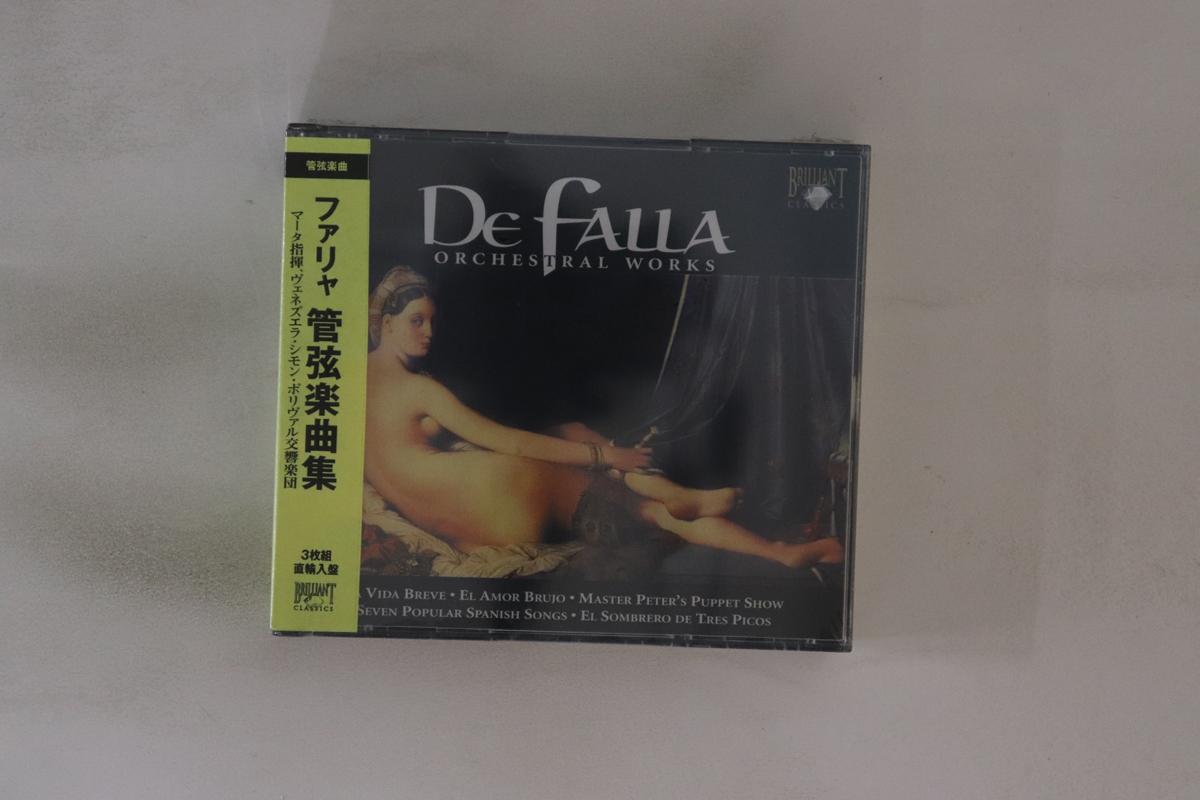 管弦楽曲
ファリャ 管弦楽曲集
マータ指揮、ヴェネズエラ・シモン・ボリヴァル交響楽団
3枚組
直輸入盤
BRILLIANT
CLASSICS
DE FALLA
ORCHESTRAL WORKS
BRILLIANT
CLASSICS
A VIDA BREVE • EL AMOR BRUJO • MASTER PETER'S PUPPET SHOW
SEVEN POPULAR SPANISH SONGS • EL SOMBRERO DE TRES PICOS